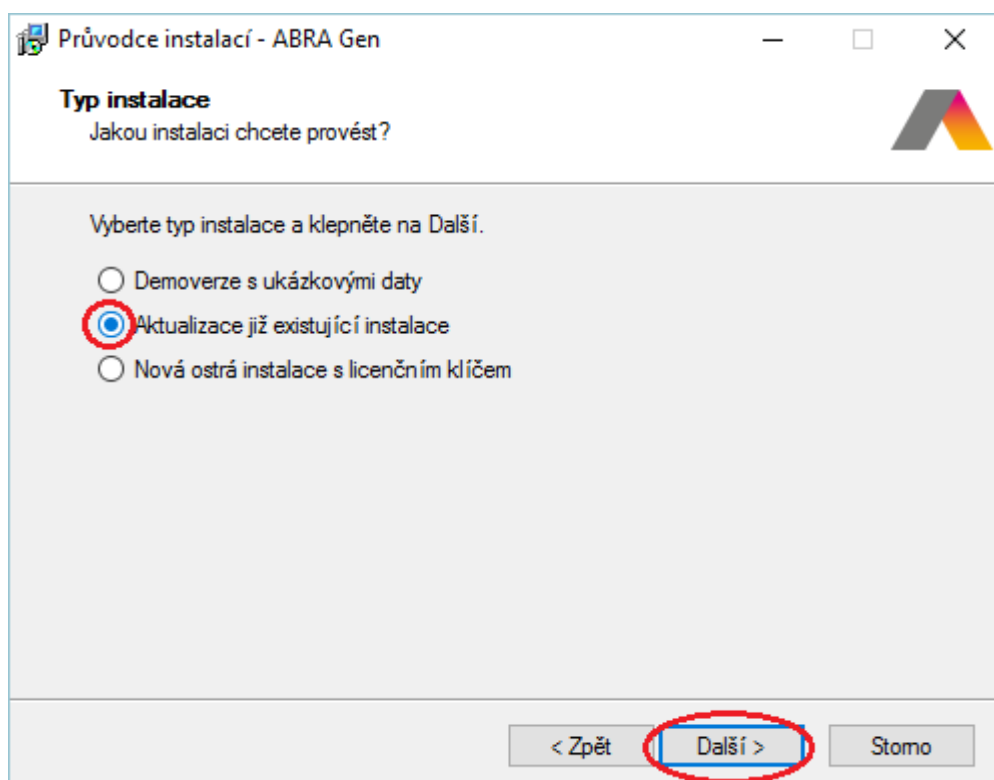 Průvodce instalací - ABRA Gen
Typ instalace
Jakou instalaci chcete provést?
Vyberte typ instalace a klepněte na Další.
Demoverze s ukázkovými daty
Aktualizace již existující instalace
Nová ostrá instalace s licenčním klíčem
< Zpět Další > Storno